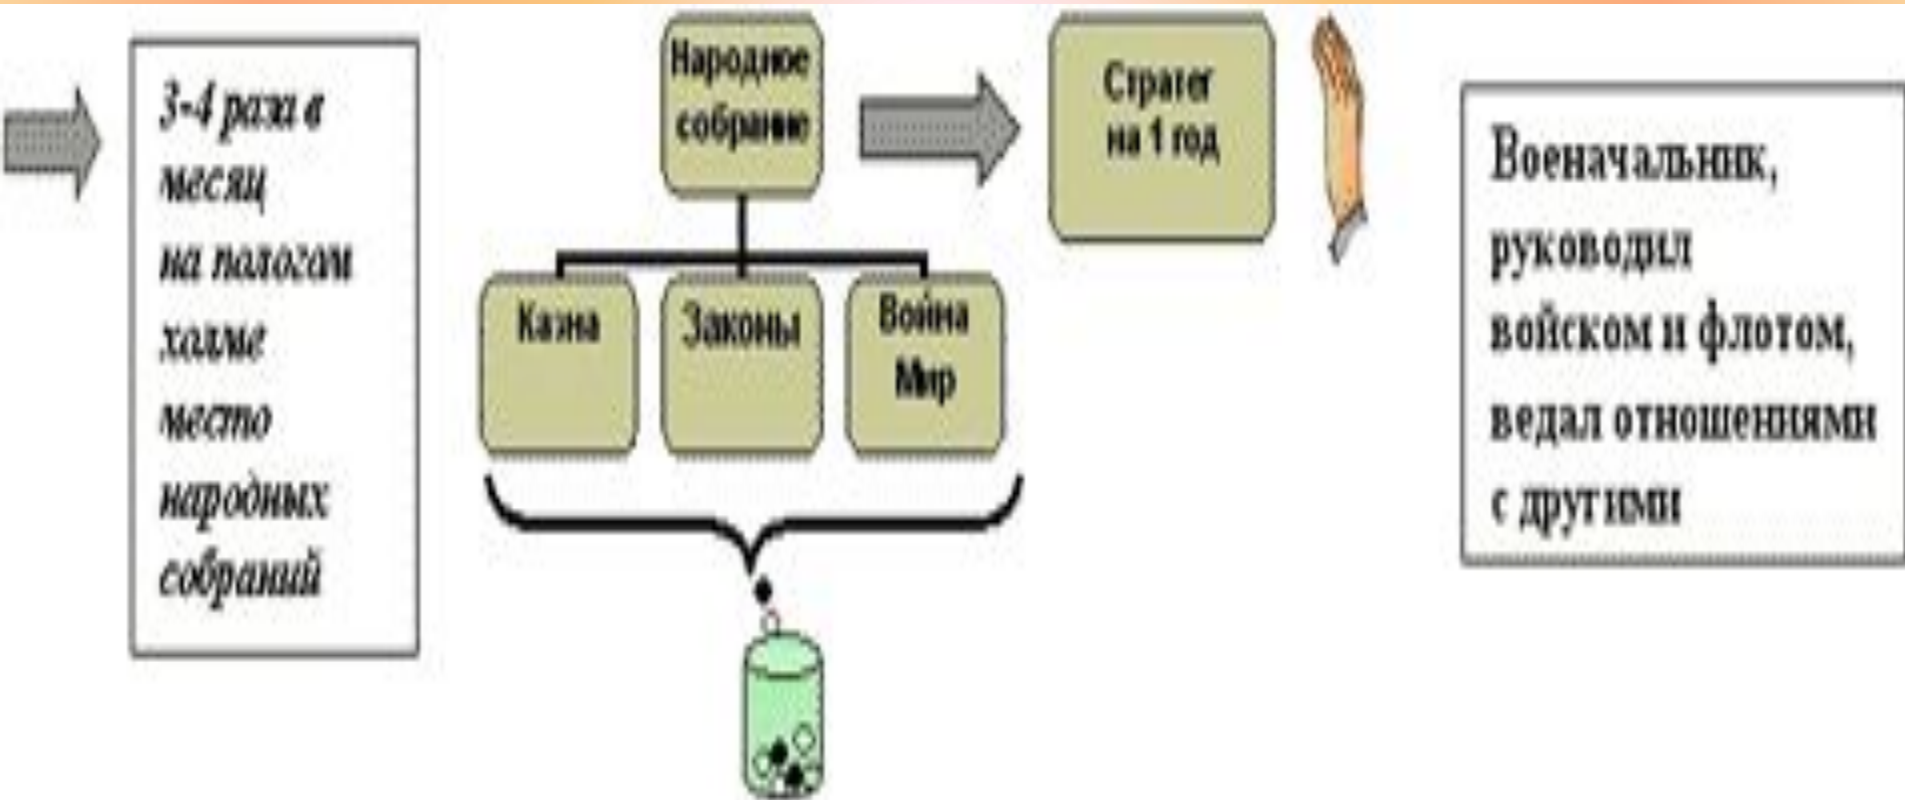 3-4 раза в
месяц
на пологом
холме
место
народных
собраний
Народное
собрание
Казна
Законы
Война
Мир
Стратег
на 1 год
Военачальник,
руководил
войском и флотом,
ведал отношениями
с другими